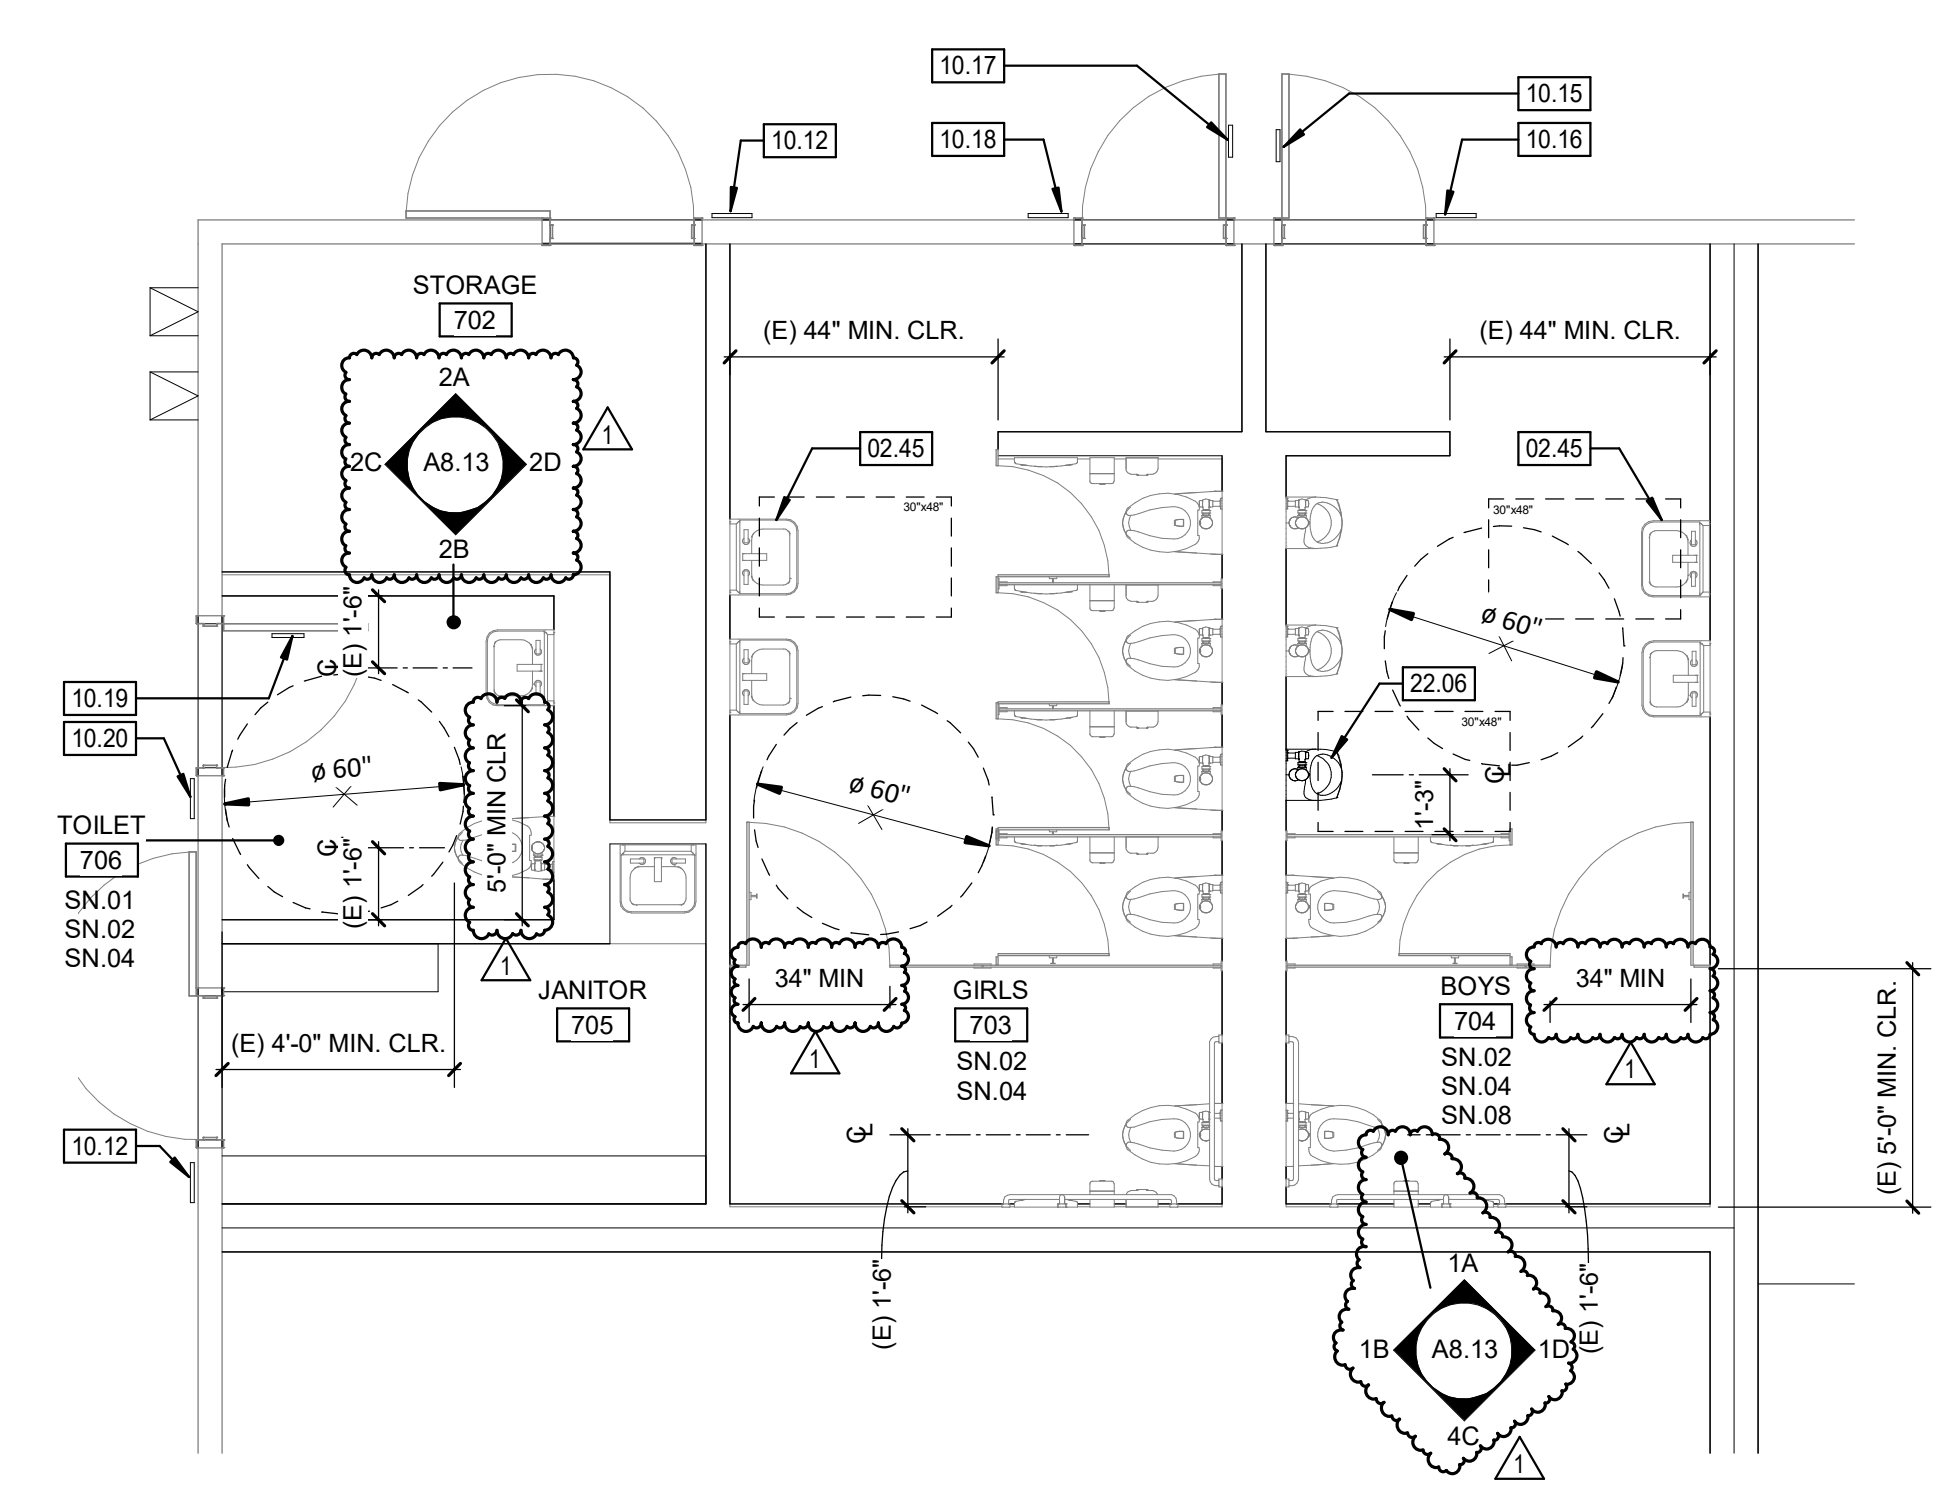 10.17
10.15
10.12
10.18
10.16
STORAGE
702
(E) 44" MIN. CLR.
(E) 44" MIN. CLR.
2A
1
2C
A8.13
2D
2B
02.45
02.45
30"x48"
30"x48"
(E) 1'-6"
℄
ø 60"
10.19
10.20
22.06
30"x48"
5'-0" MIN CLR
ø 60"
ø 60"
℄
1'-3"
TOILET
706
SN.01
SN.02
SN.04
℄
(E) 1'-6"
1
JANITOR
705
34" MIN
1
GIRLS
703
SN.02
SN.04
BOYS
704
SN.02
SN.04
SN.08
34" MIN
1
(E) 4'-0" MIN. CLR.
(E) 5'-0" MIN. CLR.
10.12
℄
℄
(E) 1'-6"
(E) 1'-6"
1A
1B
A8.13
1D
4C
1